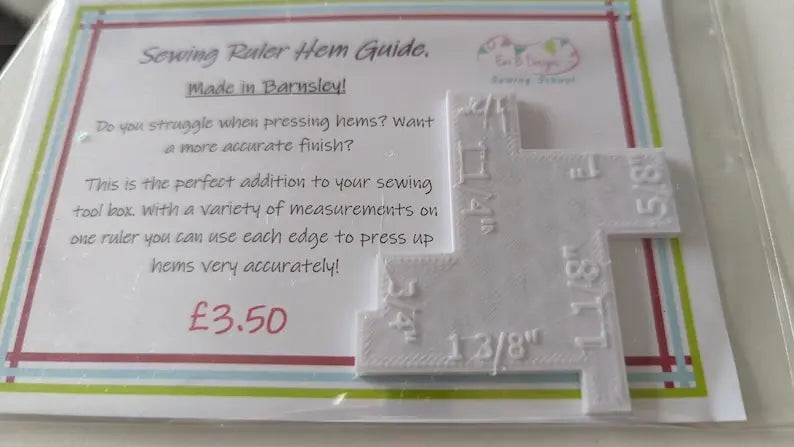 Sewing Ruler Hem Guide.
Made in Barnsley!
Do you struggle when pressing hems? Want
a more accurate finish?
This is the perfect addition to your sewing
tool box. With a variety of measurements on
one ruler you can use each edge to press up
hems very accurately!
£3.50
Sewing School
5/8"
3/4"
1 3/8"
1 1/8"